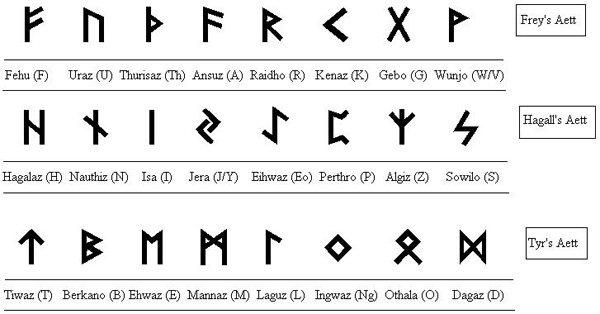 ᚠ ᚢ ᚦ ᚨ ᚱ ᚲ ᚷ ᚹ Frey's Aett
Fehu (F) Uraz (U) Thurisaz (Th) Ansuz (A) Raidho (R) Kenaz (K) Gebo (G) Wunjo (W/V)
ᚻ ᚾ ᛁ ᛃ ᛇ ᛈ ᛉ ᛋ Hagall's Aett
Hagalaz (H) Nauthiz (N) Isa (I) Jera (J/Y) Eihwaz (Eo) Perthro (P) Algiz (Z) Sowilo (S)
ᛏ ᛒ ᛖ ᛗ ᛚ ᛜ ᛟ ᛞ Tyr's Aett
Tiwaz (T) Berkano (B) Ehwaz (E) Mannaz (M) Laguz (L) Ingwaz (Ng) Othala (O) Dagaz (D)